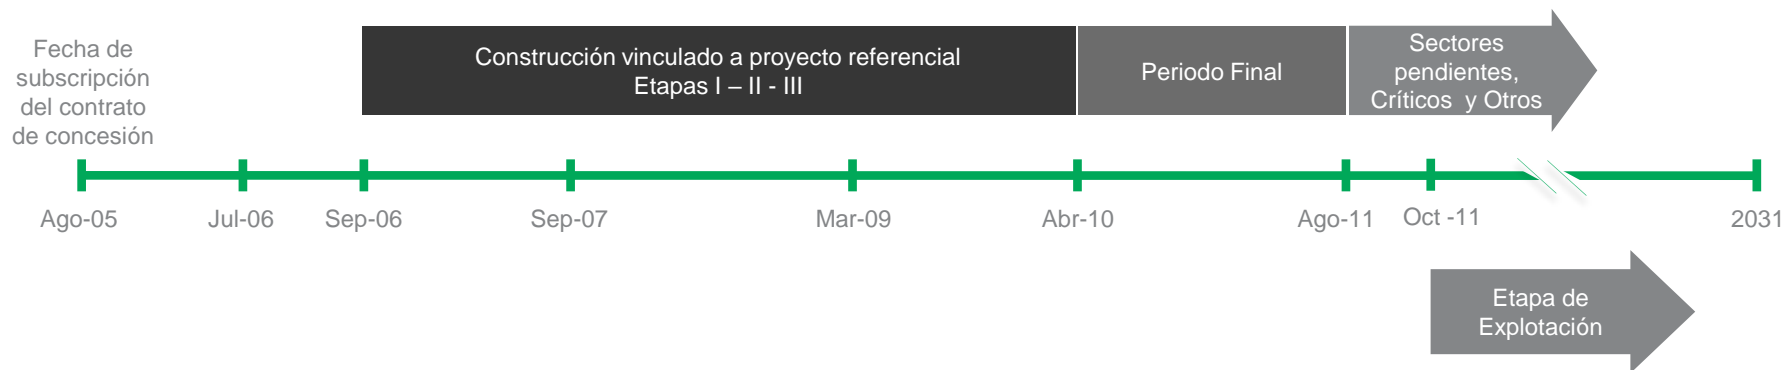 Fecha de
subscripción
del contrato
de concesión
Construcción vinculado a proyecto referencial
Etapas I – II - III
Periodo Final
Sectores
pendientes,
Críticos y Otros
Ago-05
Jul-06
Sep-06
Sep-07
Mar-09
Abr-10
Ago-11
Oct -11
2031
Etapa de
Explotación